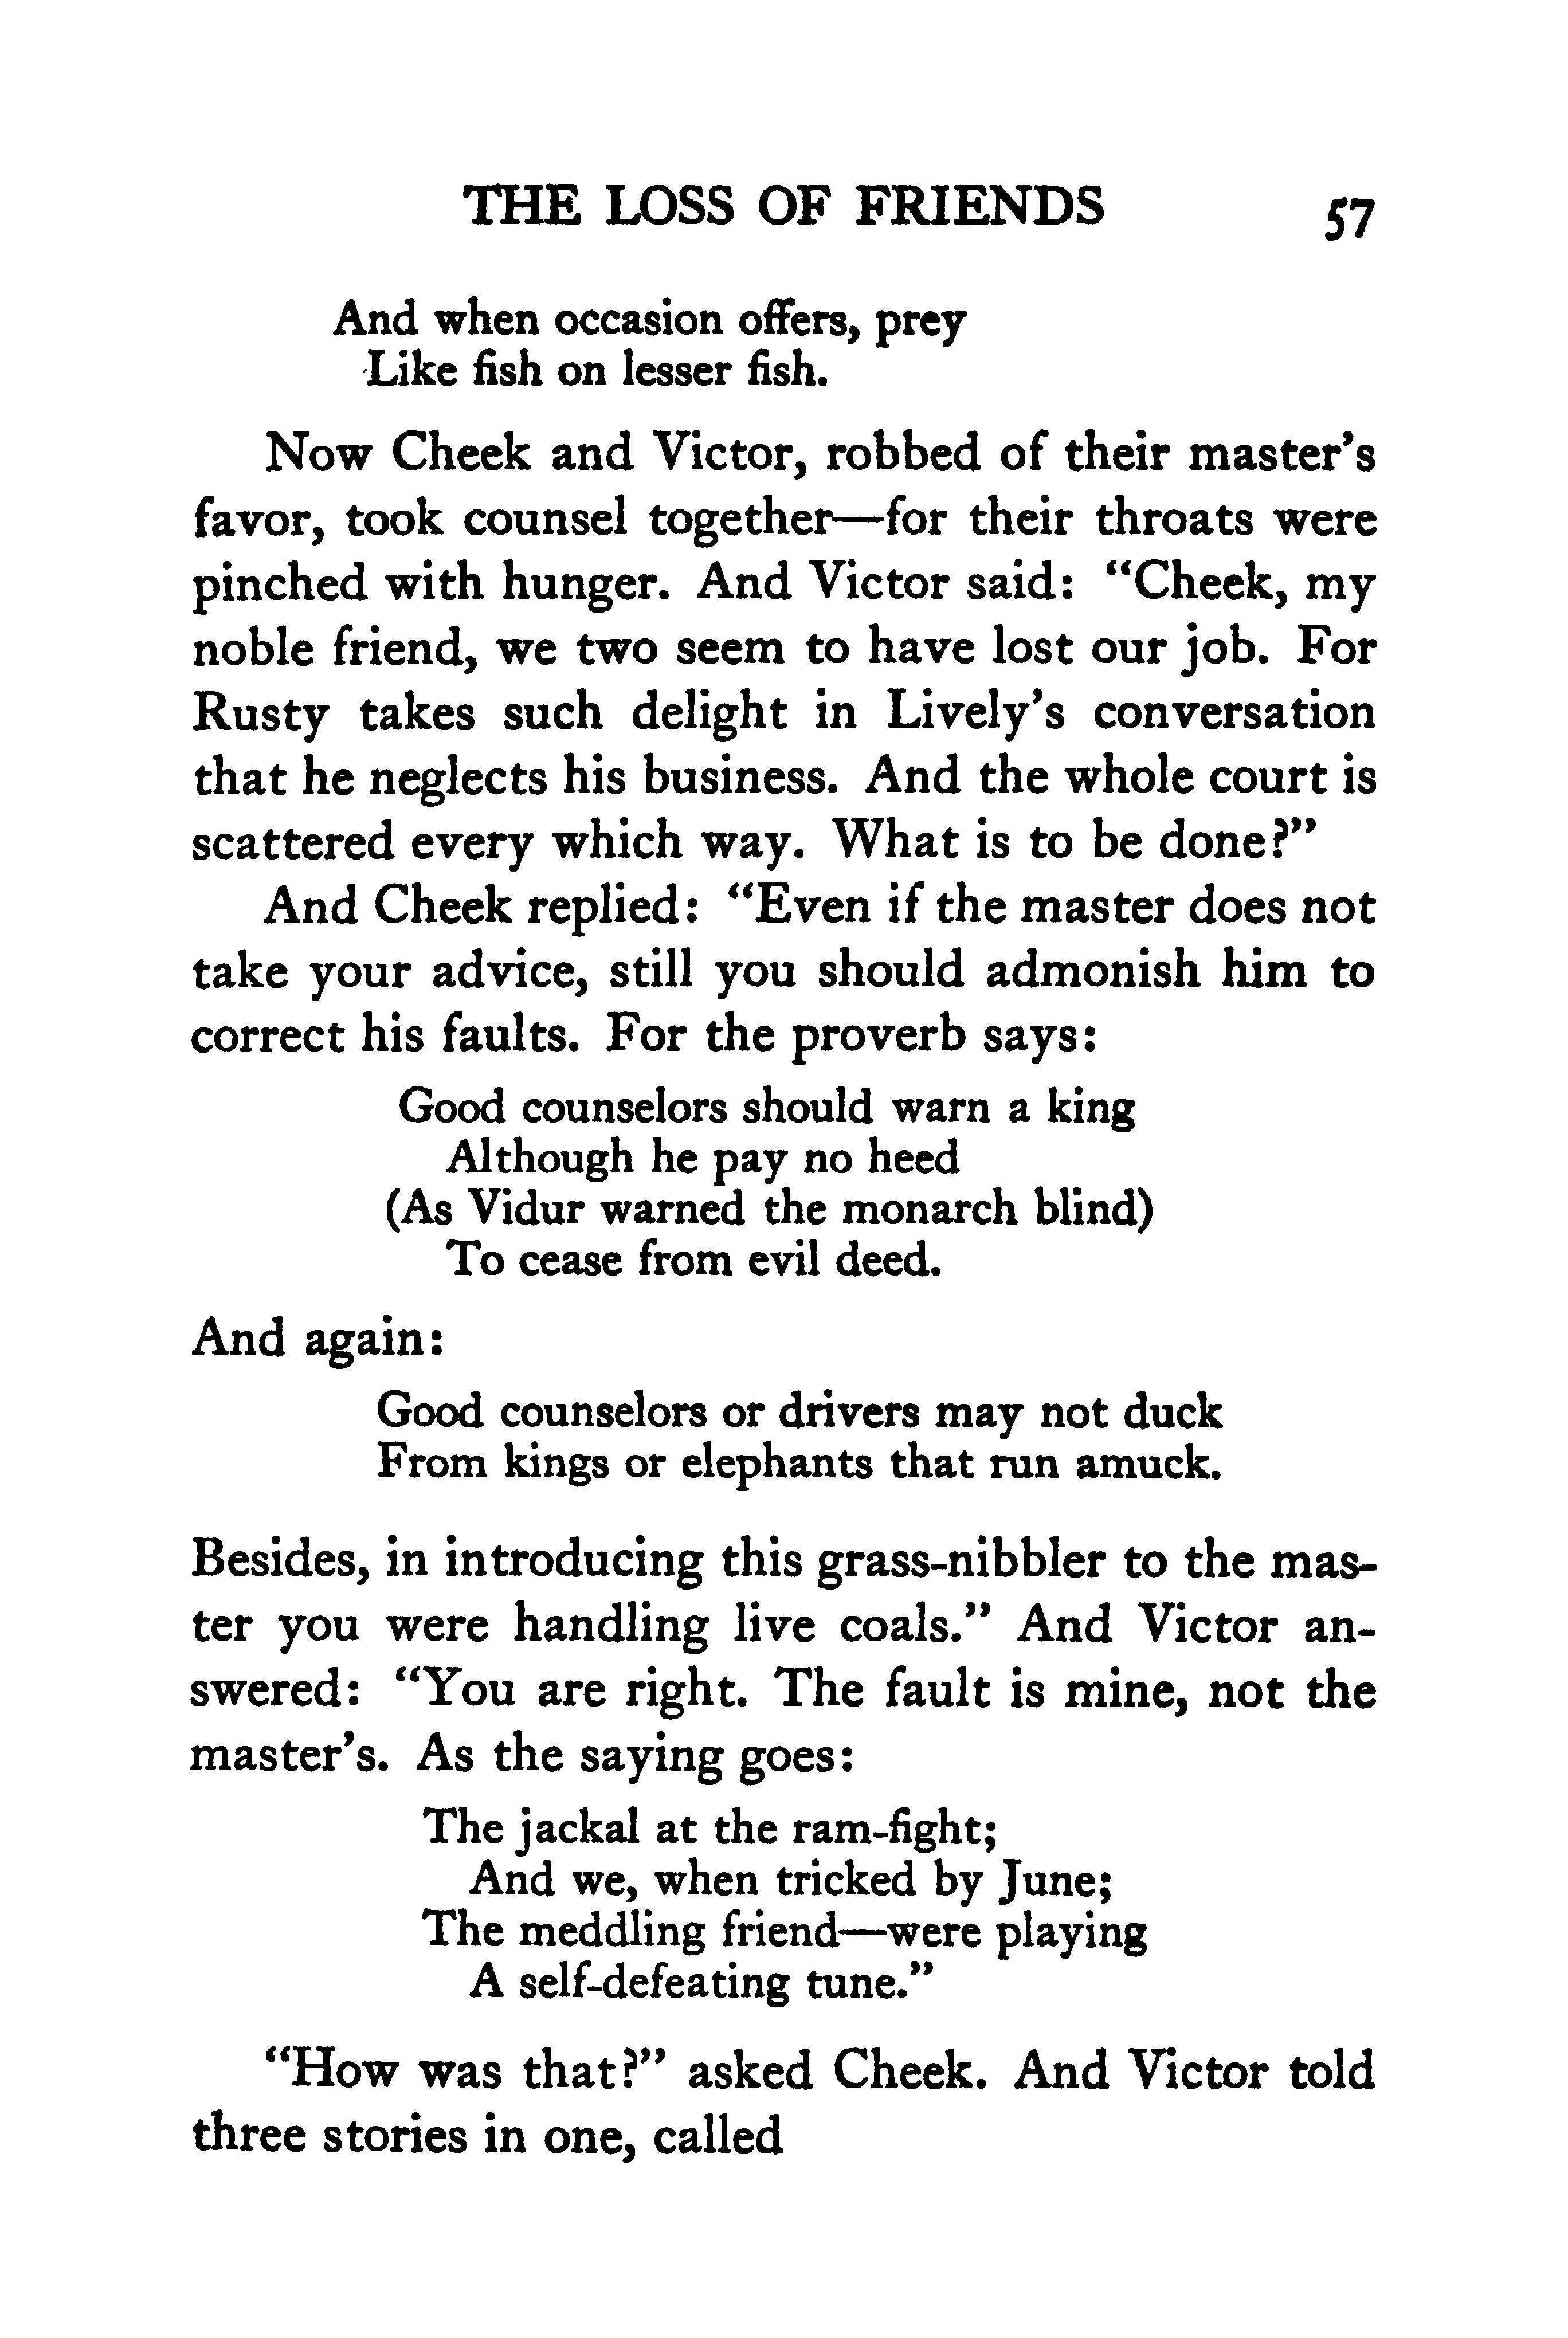 THE LOSS OF FRIENDS 57
And when occasion offers, prey
Like fish on lesser fish.
Now Cheek and Victor, robbed of their master's
favor, took counsel together—for their throats were
pinched with hunger. And Victor said: "Cheek, my
noble friend, we two seem to have lost our job. For
Rusty takes such delight in Lively's conversation
that he neglects his business. And the whole court is
scattered every which way. What is to be done?"
And Cheek replied: "Even if the master does not
take your advice, still you should admonish him to
correct his faults. For the proverb says:
Good counselors should warn a king
Although he pay no heed
(As Vidur warned the monarch blind)
To cease from evil deed.
And again:
Good counselors or drivers may not duck
From kings or elephants that run amuck.
Besides, in introducing this grass-nibbler to the mas-
ter you were handling live coals." And Victor an-
swered: "You are right. The fault is mine, not the
master's. As the saying goes:
The jackal at the ram-fight;
And we, when tricked by June;
The meddling friend—were playing
A self-defeating tune."
"How was that?" asked Cheek. And Victor told
three stories in one, called